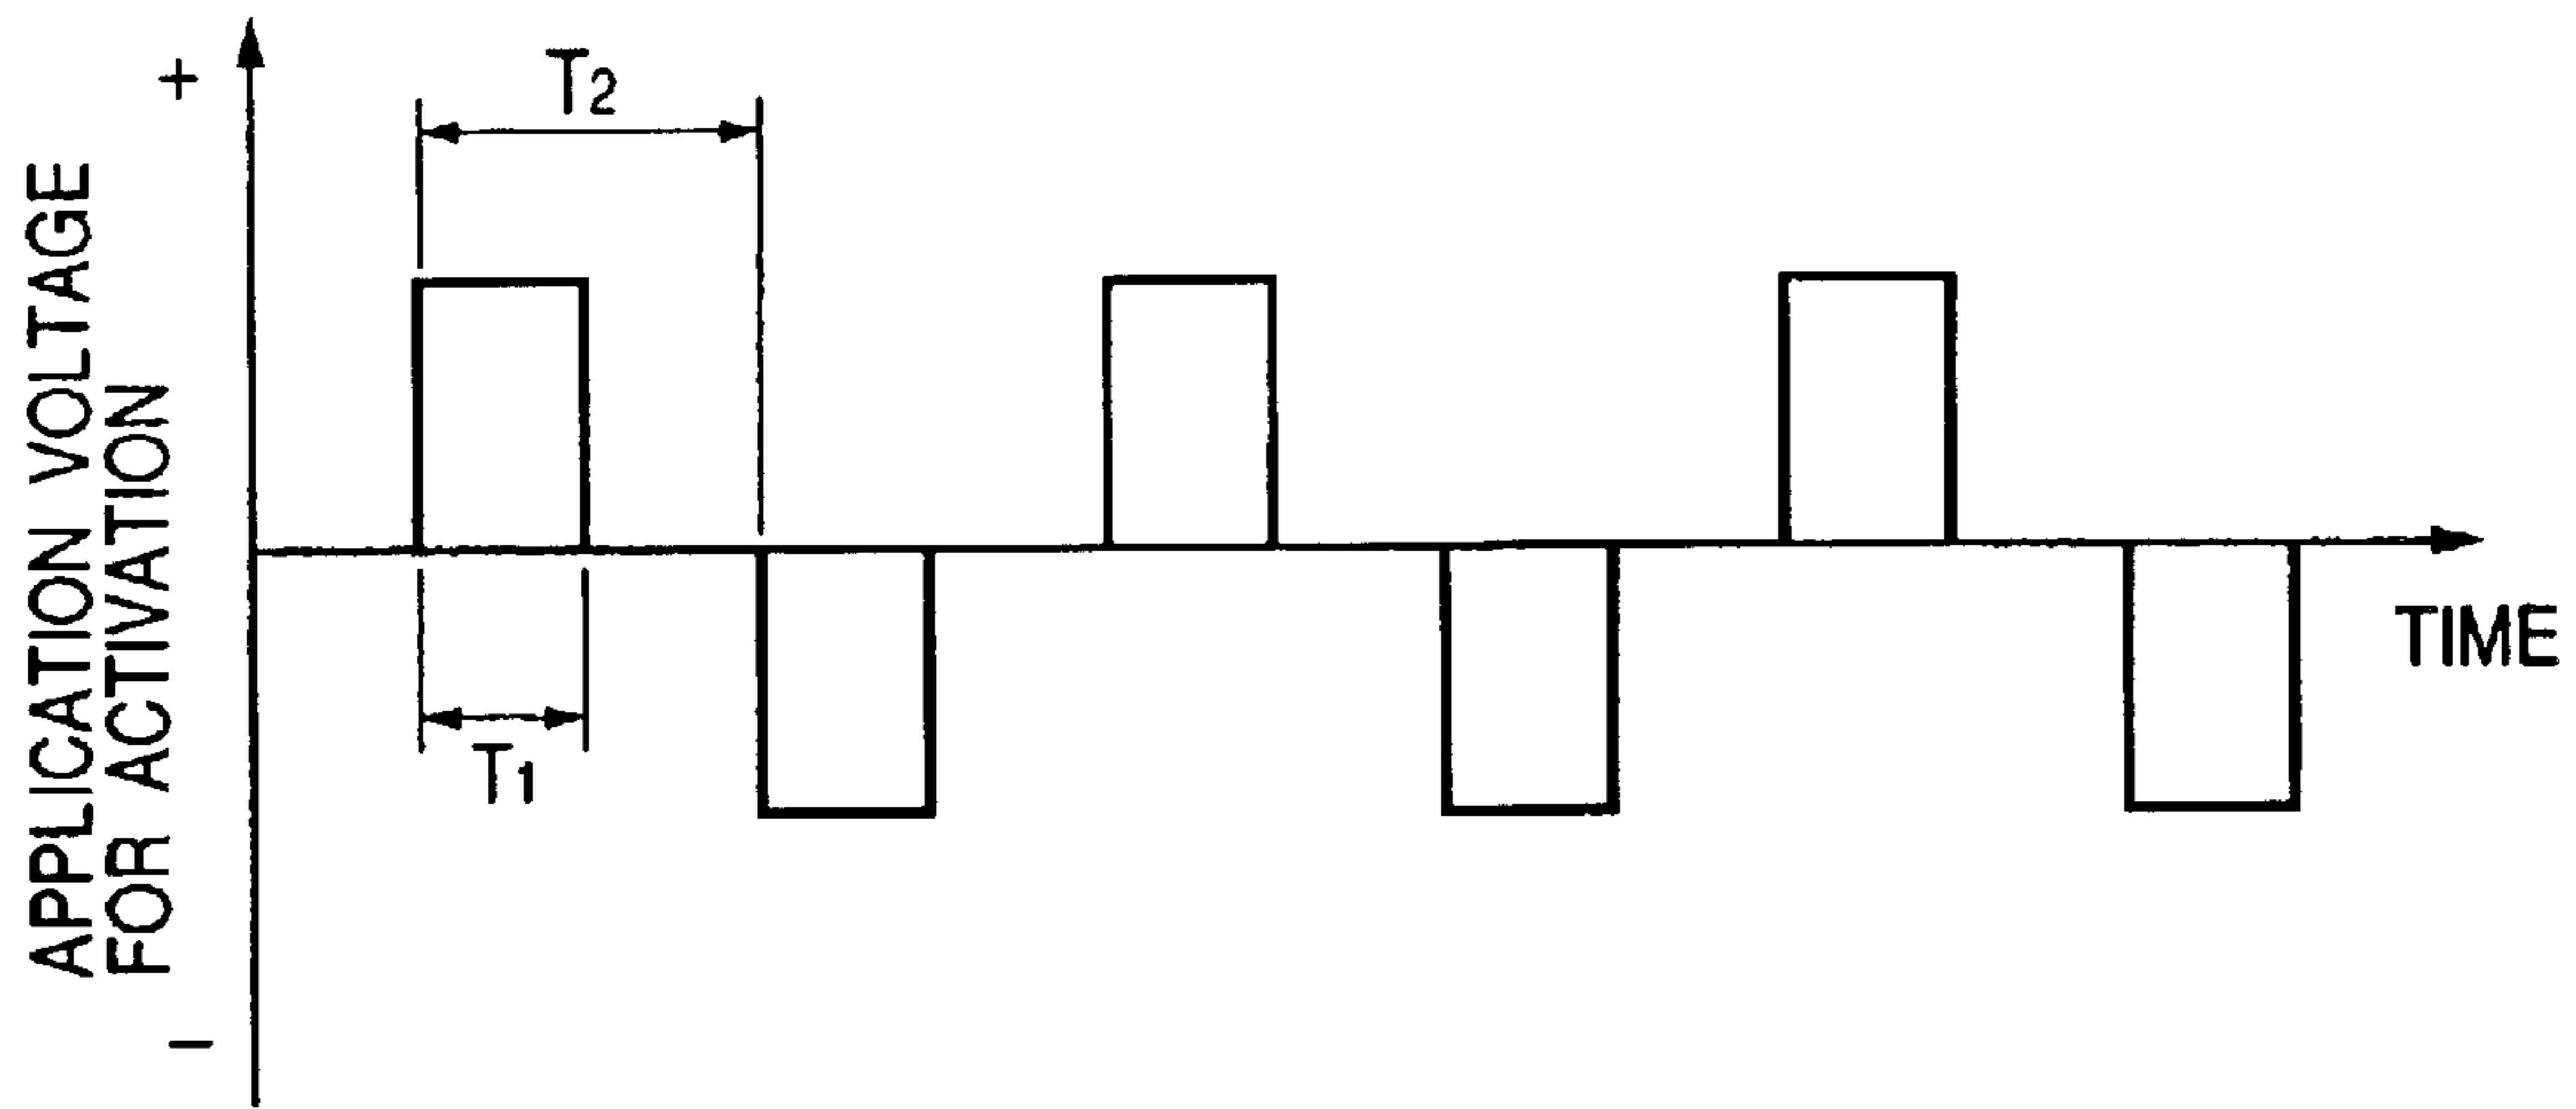 +
T2
APPLICATION VOLTAGE
FOR ACTIVATION
TIME
T1
−